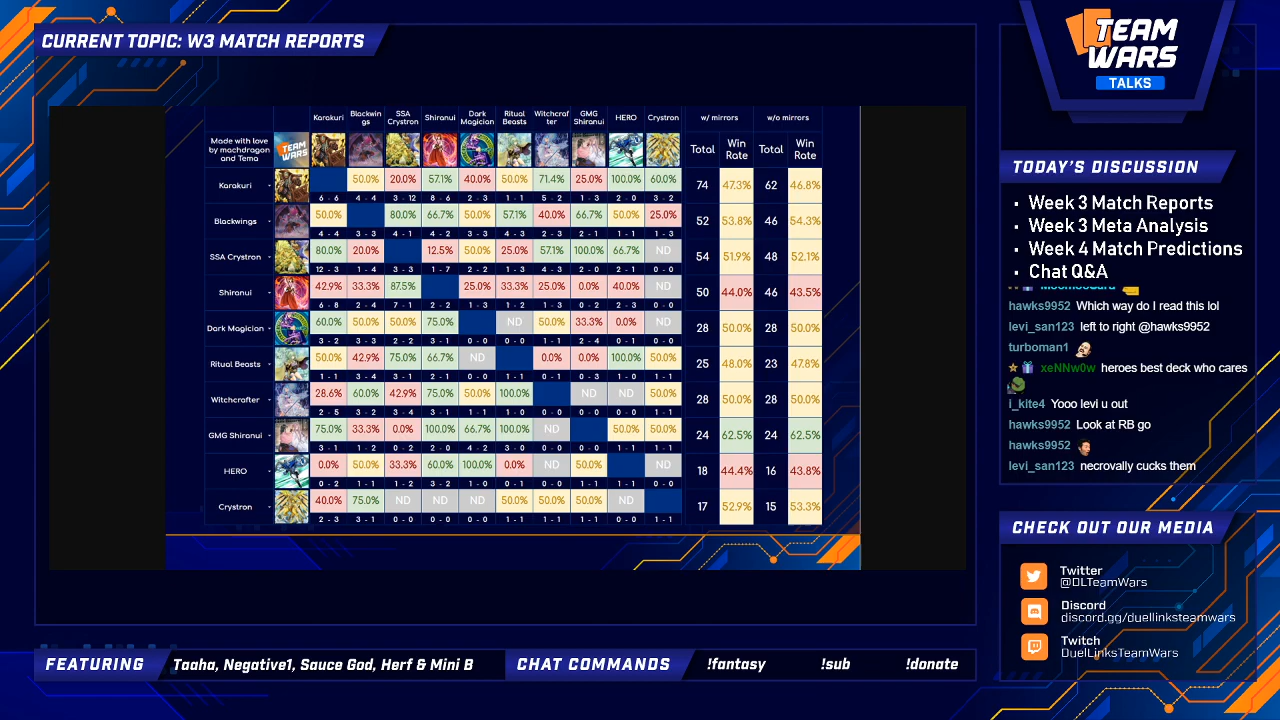 CURRENT TOPIC: W3 MATCH REPORTS
TEAM
WARS
TALKS
Karakuri Blackwin gs SSA Crystron Shiranui Dark Magician Ritual Beasts Witchcraf ter GMG Shiranui HERO Crystron w/ mirrors w/o mirrors
Made with love by machdragon and Tema TEAM WARS Total Win Rate Total Win Rate
Karakuri 50.0% 20.0% 57.1% 40.0% 50.0% 71.4% 25.0% 100.0% 60.0% 74 47.3% 62 46.8%
6 - 6 4 - 4 3 - 12 8 - 6 2 - 3 1 - 1 5 - 2 1 - 3 2 - 0 3 - 2
Blackwings 50.0% 80.0% 66.7% 50.0% 57.1% 40.0% 66.7% 50.0% 25.0% 52 53.8% 46 54.3%
4 - 4 3 - 3 4 - 1 4 - 2 3 - 3 4 - 3 2 - 3 2 - 1 1 - 1 1 - 3
SSA Crystron 80.0% 20.0% 12.5% 50.0% 25.0% 57.1% 100.0% 66.7% ND 54 51.9% 48 52.1%
12 - 3 1 - 4 3 - 3 1 - 7 2 - 2 1 - 3 4 - 3 2 - 0 2 - 1 0 - 0
Shiranui 42.9% 33.3% 87.5% 25.0% 33.3% 25.0% 0.0% 40.0% ND 50 44.0% 46 43.5%
6 - 8 2 - 4 7 - 1 2 - 2 1 - 3 1 - 2 1 - 3 0 - 2 2 - 3 0 - 0
Dark Magician 60.0% 50.0% 50.0% 75.0% ND 50.0% 33.3% 0.0% ND 28 50.0% 28 50.0%
3 - 2 3 - 3 2 - 2 3 - 1 0 - 0 0 - 0 1 - 1 2 - 4 0 - 1 0 - 0
Ritual Beasts 50.0% 42.9% 75.0% 66.7% ND 0.0% 0.0% 100.0% 50.0% 25 48.0% 23 47.8%
1 - 1 3 - 4 3 - 1 2 - 1 0 - 0 1 - 1 0 - 1 0 - 3 1 - 0 1 - 1
Witchcrafter 28.6% 60.0% 42.9% 75.0% 50.0% 100.0% ND ND 50.0% 28 50.0% 28 50.0%
2 - 5 3 - 2 3 - 4 3 - 1 1 - 1 1 - 0 0 - 0 0 - 0 0 - 0 1 - 1
GMG Shiranui 75.0% 33.3% 0.0% 100.0% 66.7% 100.0% ND 50.0% 50.0% 24 62.5% 24 62.5%
3 - 1 1 - 2 0 - 2 2 - 0 4 - 2 3 - 0 0 - 0 0 - 0 1 - 1 1 - 1
HERO 0.0% 50.0% 33.3% 60.0% 100.0% 0.0% ND 50.0% ND 18 44.4% 16 43.8%
0 - 2 1 - 1 1 - 2 3 - 2 1 - 0 0 - 1 0 - 0 1 - 1 1 - 1 0 - 0
Crystron 40.0% 75.0% ND ND ND 50.0% 50.0% 50.0% ND 17 52.9% 15 53.3%
2 - 3 3 - 1 0 - 0 0 - 0 0 - 0 1 - 1 1 - 1 1 - 1 0 - 0 1 - 1
TODAY'S DISCUSSION
· Week 3 Match Reports
· Week 3 Meta Analysis
· Week 4 Match Predictions
· Chat Q&A
hawks9952 Which way do I read this lol
levi_san123 left to right @hawks9952
turboman1
xeNNw0w heroes best deck who cares
i_kite4 Yooo levi u out
hawks9952 Look at RB go
hawks9952
levi_san123 necrovally cucks them
CHECK OUT OUR MEDIA
Twitter
@DLTeamWars
Discord
discord.gg/duellinksteamwars
Twitch
DuelLinksTeamWars
FEATURING Taaha, Negative1, Sauce God, Herf & Mini B CHAT COMMANDS !fantasy !sub !donate